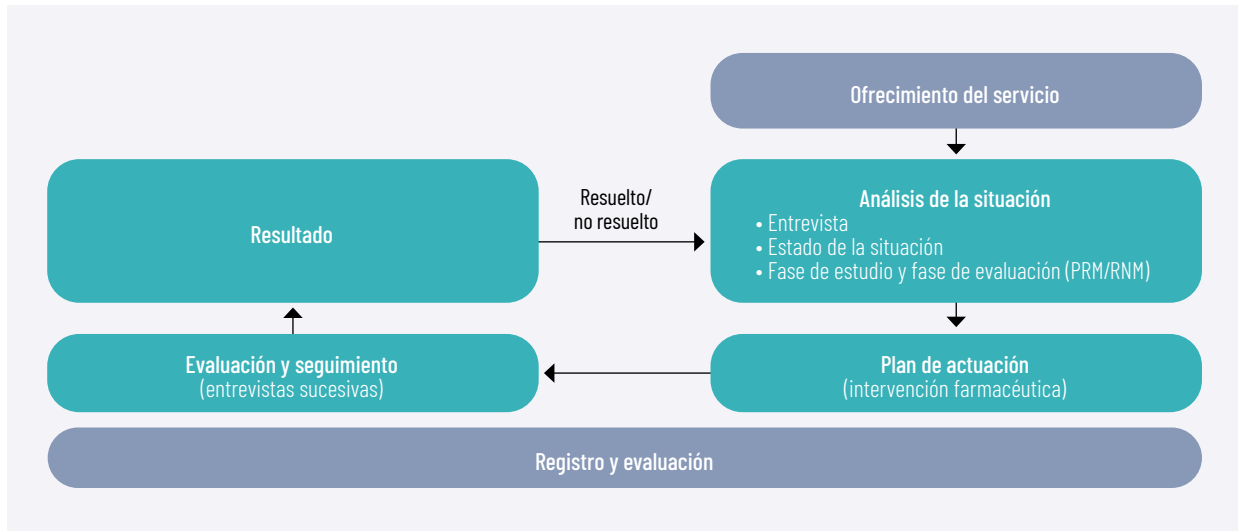 Ofrecimiento del servicio
Resultado
Resuelto/
no resuelto
Análisis de la situación
• Entrevista
• Estado de la situación
• Fase de estudio y fase de evaluación (PRM/RNM)
Evaluación y seguimiento
(entrevistas sucesivas)
Plan de actuación
(intervención farmacéutica)
Registro y evaluación